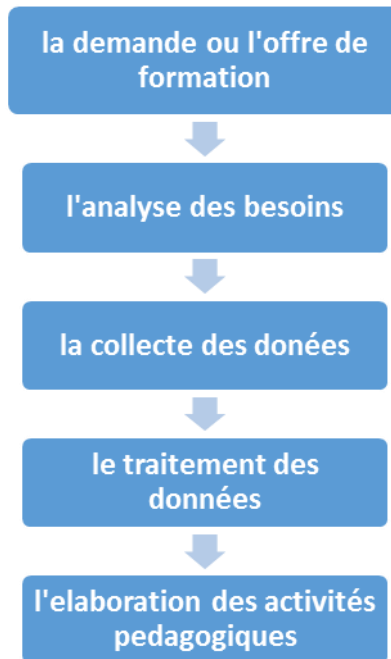 la demande ou l'offre de
formation
l'analyse des besoins
la collecte des donées
le traitement des
données
l'elaboration des activités
pedagogiques